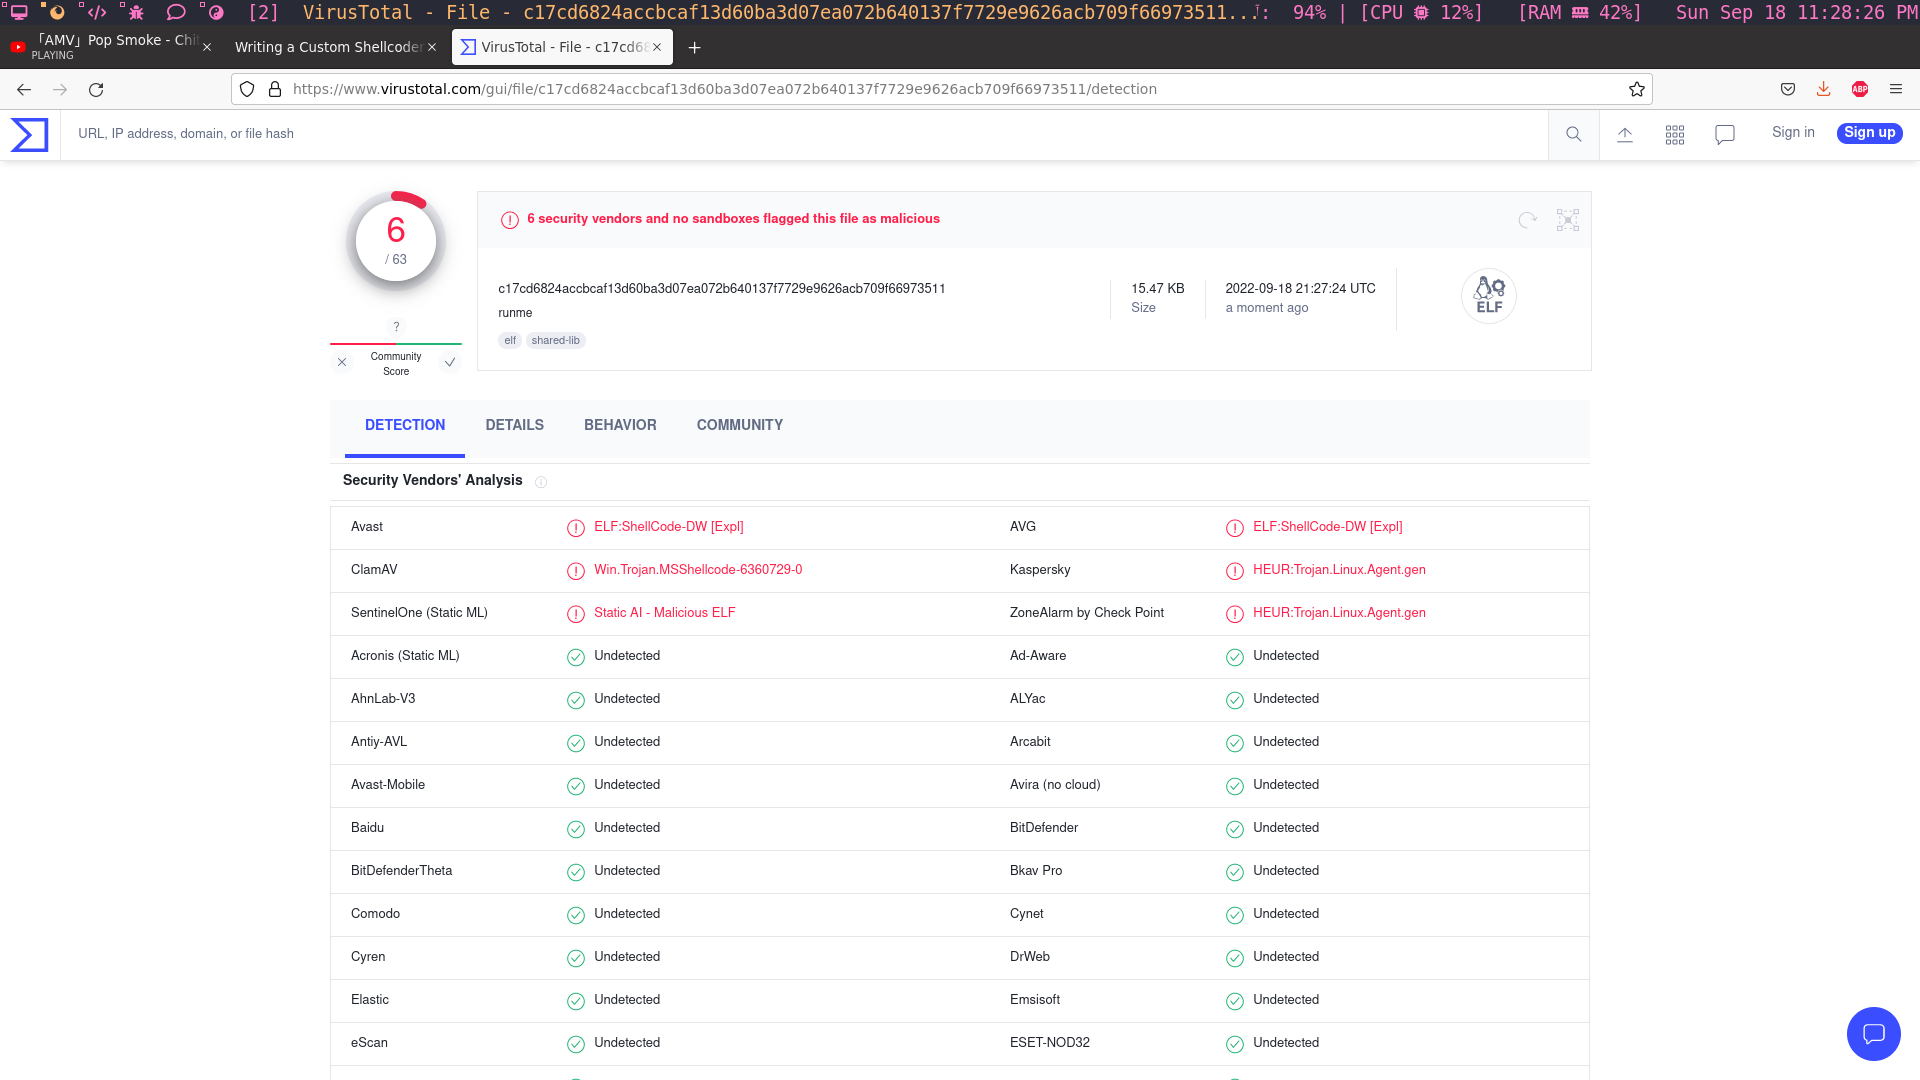 [2] VirusTotal - File - c17cd6824accbcaf13d60ba3d07ea072b640137f7729e9626acb709f66973511...: 94% | [CPU 12%] [RAM 42%] Sun Sep 18 11:28:26 PM
「AMV」Pop Smoke - Chit
PLAYING
Writing a Custom Shellcoder
VirusTotal - File - c17cd68
https://www.virustotal.com/gui/file/c17cd6824accbcaf13d60ba3d07ea072b640137f7729e9626acb709f66973511/detection
ABP
URL, IP address, domain, or file hash
Sign in
Sign up
6
/ 63
?
Community
Score
6 security vendors and no sandboxes flagged this file as malicious
c17cd6824accbcaf13d60ba3d07ea072b640137f7729e9626acb709f66973511
runme
elf shared-lib
15.47 KB
Size
2022-09-18 21:27:24 UTC
a moment ago
ELF
DETECTION DETAILS BEHAVIOR COMMUNITY
Security Vendors' Analysis
Avast ELF:ShellCode-DW [Expl] AVG ELF:ShellCode-DW [Expl]
ClamAV Win.Trojan.MSShellcode-6360729-0 Kaspersky HEUR:Trojan.Linux.Agent.gen
SentinelOne (Static ML) Static AI - Malicious ELF ZoneAlarm by Check Point HEUR:Trojan.Linux.Agent.gen
Acronis (Static ML) Undetected Ad-Aware Undetected
AhnLab-V3 Undetected ALYac Undetected
Antiy-AVL Undetected Arcabit Undetected
Avast-Mobile Undetected Avira (no cloud) Undetected
Baidu Undetected BitDefender Undetected
BitDefenderTheta Undetected Bkav Pro Undetected
Comodo Undetected Cynet Undetected
Cyren Undetected DrWeb Undetected
Elastic Undetected Emsisoft Undetected
eScan Undetected ESET-NOD32 Undetected